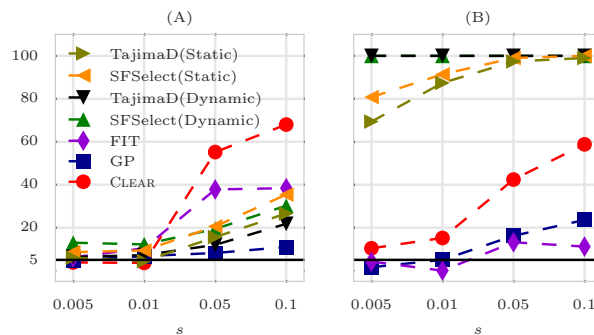 (A) (B)
100
80
60
40
20
5
TajimaD(Static)
SFSelect(Static)
TajimaD(Dynamic)
SFSelect(Dynamic)
FIT
GP
CLEAR
0.005 0.01 0.05 0.1 0.005 0.01 0.05 0.1
s s